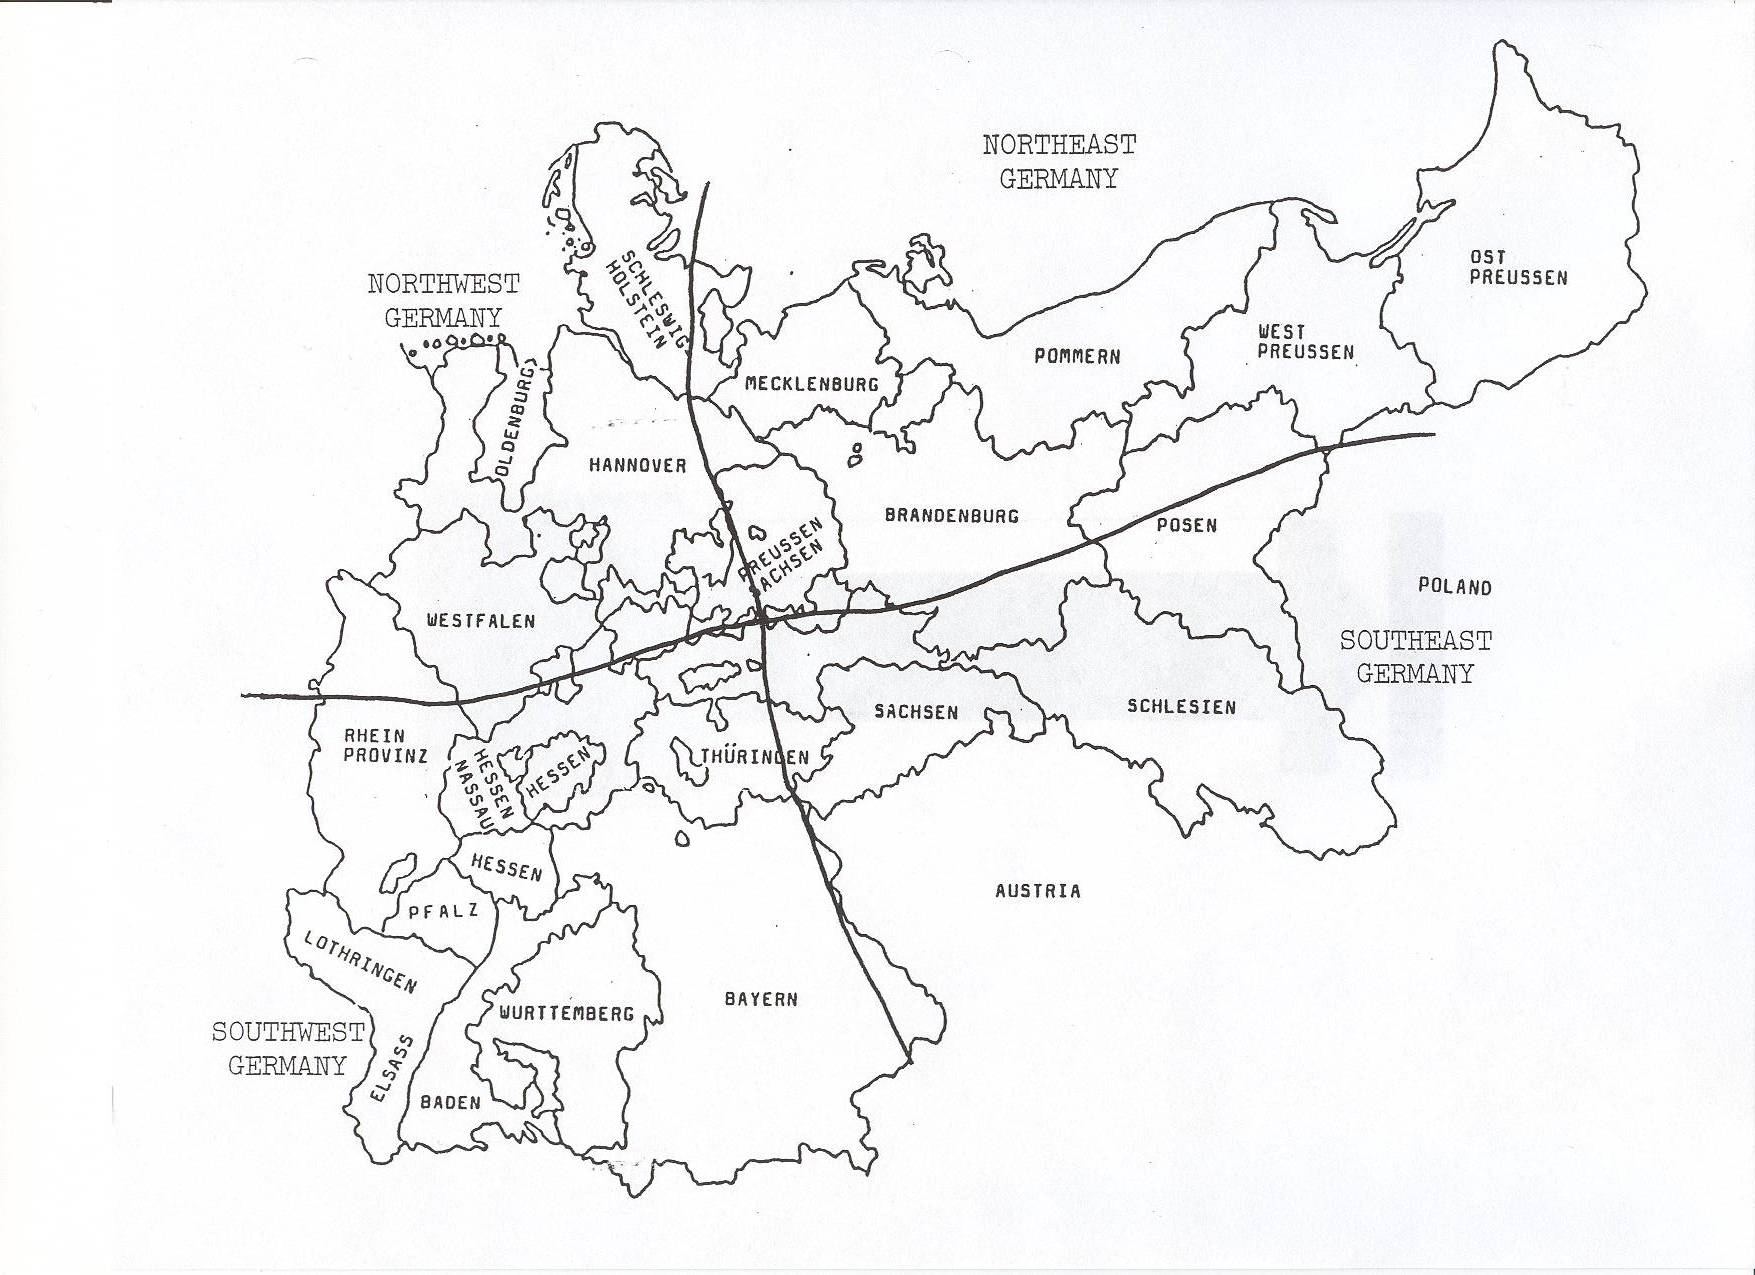 NORTHEAST
GERMANY
NORTHWEST
GERMANY
SCHLESWIG
HOLSTEIN
OST
PREUSSEN
WEST
PREUSSEN
POMMERN
MECKLENBURG
OLDENBURG
HANNOVER
BRANDENBURG
POSEN
PREUSSEN
ACHSEN
POLAND
WESTFALEN
SOUTHEAST
GERMANY
SCHLESIEN
SACHSEN
RHEIN
PROVINZ
HESSEN
NASSAU
HESSEN
THÜRINGEN
HESSEN
AUSTRIA
PFALZ
LOTHRINGEN
BAYERN
WURTTEMBERG
SOUTHWEST
GERMANY
ELSASS
BADEN